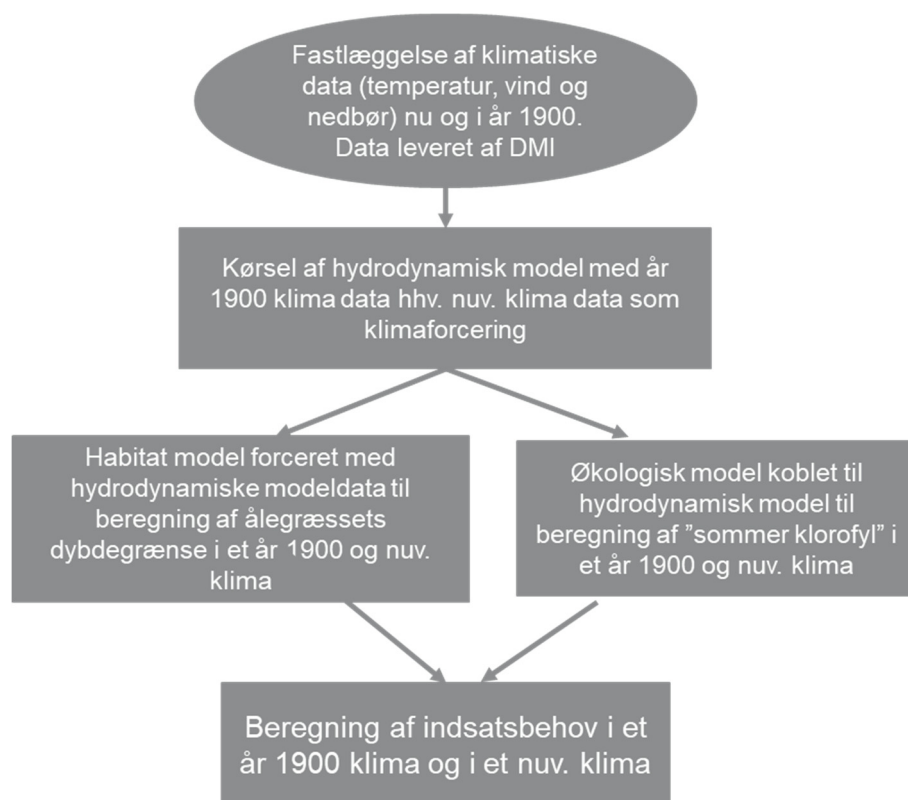 Fastlæggelse af klimatiske
data (temperatur, vind og
nedbør) nu og i år 1900.
Data leveret af DMI
Kørsel af hydrodynamisk model med år
1900 klima data hhv. nuv. klima data som
klimaforcering
Habitat model forceret med
hydrodynamiske modeldata til
beregning af ålegræssets
dybdegrænse i et år 1900 og nuv.
klima
Økologisk model koblet til
hydrodynamisk model til
beregning af ”sommer klorofyl” i
et år 1900 og nuv. klima
Beregning af indsatsbehov i et
år 1900 klima og i et nuv. klima